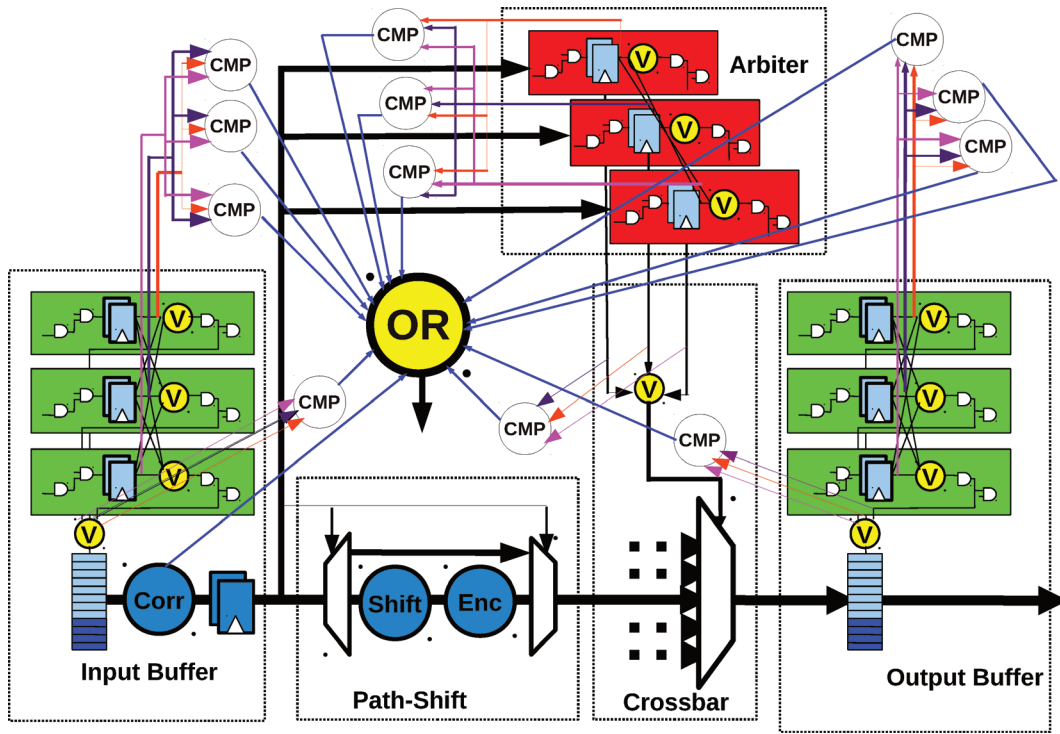 CMP
CMP
CMP
CMP
CMP
CMP
V
V
V
Arbiter
CMP
CMP
CMP
V
V
V
OR
CMP
CMP
CMP
V
V
V
V
V
V
Corr
Shift
Enc
Input Buffer
Path-Shift
Crossbar
Output Buffer